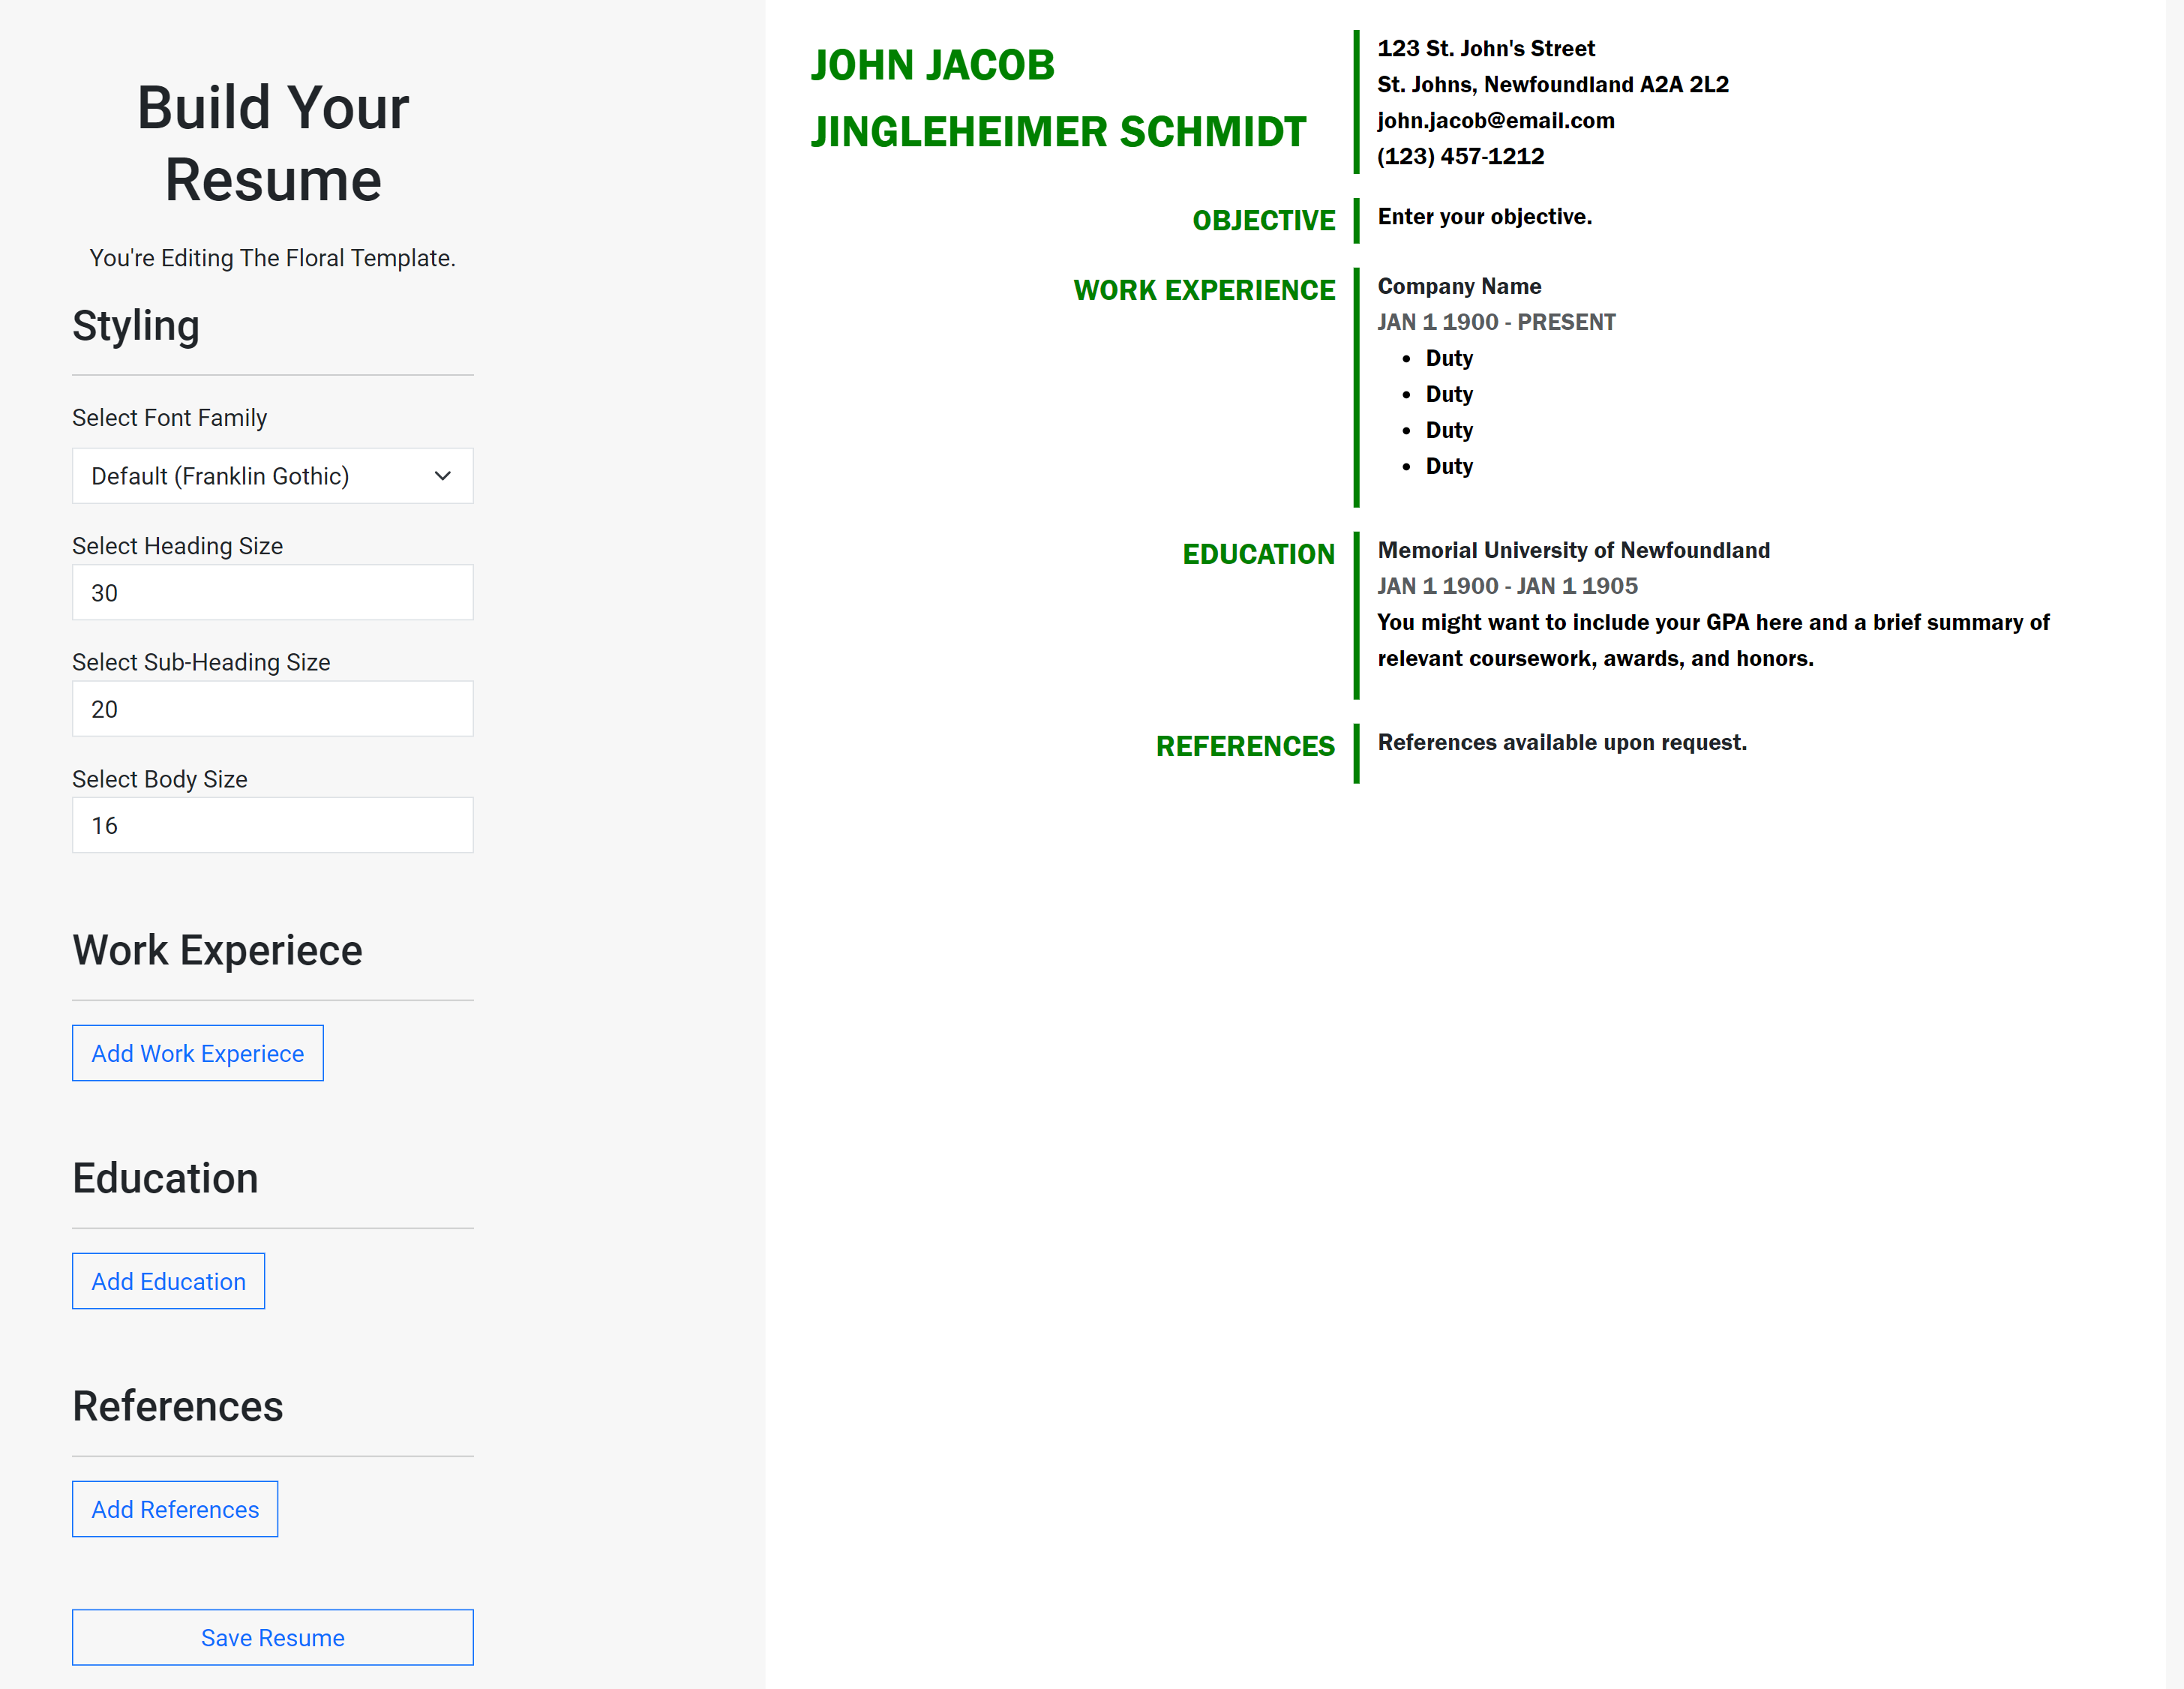 Build Your
Resume
You're Editing The Floral Template.
Styling
Select Font Family
Default (Franklin Gothic)
Select Heading Size
30
Select Sub-Heading Size
20
Select Body Size
16
Work Experiece
Add Work Experiece
Education
Add Education
References
Add References
Save Resume
JOHN JACOB
JINGLEHEIMER SCHMIDT
123 St. John's Street
St. Johns, Newfoundland A2A 2L2
john.jacob@email.com
(123) 457-1212
OBJECTIVE
Enter your objective.
WORK EXPERIENCE
Company Name
JAN 1 1900 - PRESENT
• Duty
• Duty
• Duty
• Duty
EDUCATION
Memorial University of Newfoundland
JAN 1 1900 - JAN 1 1905
You might want to include your GPA here and a brief summary of
relevant coursework, awards, and honors.
REFERENCES
References available upon request.